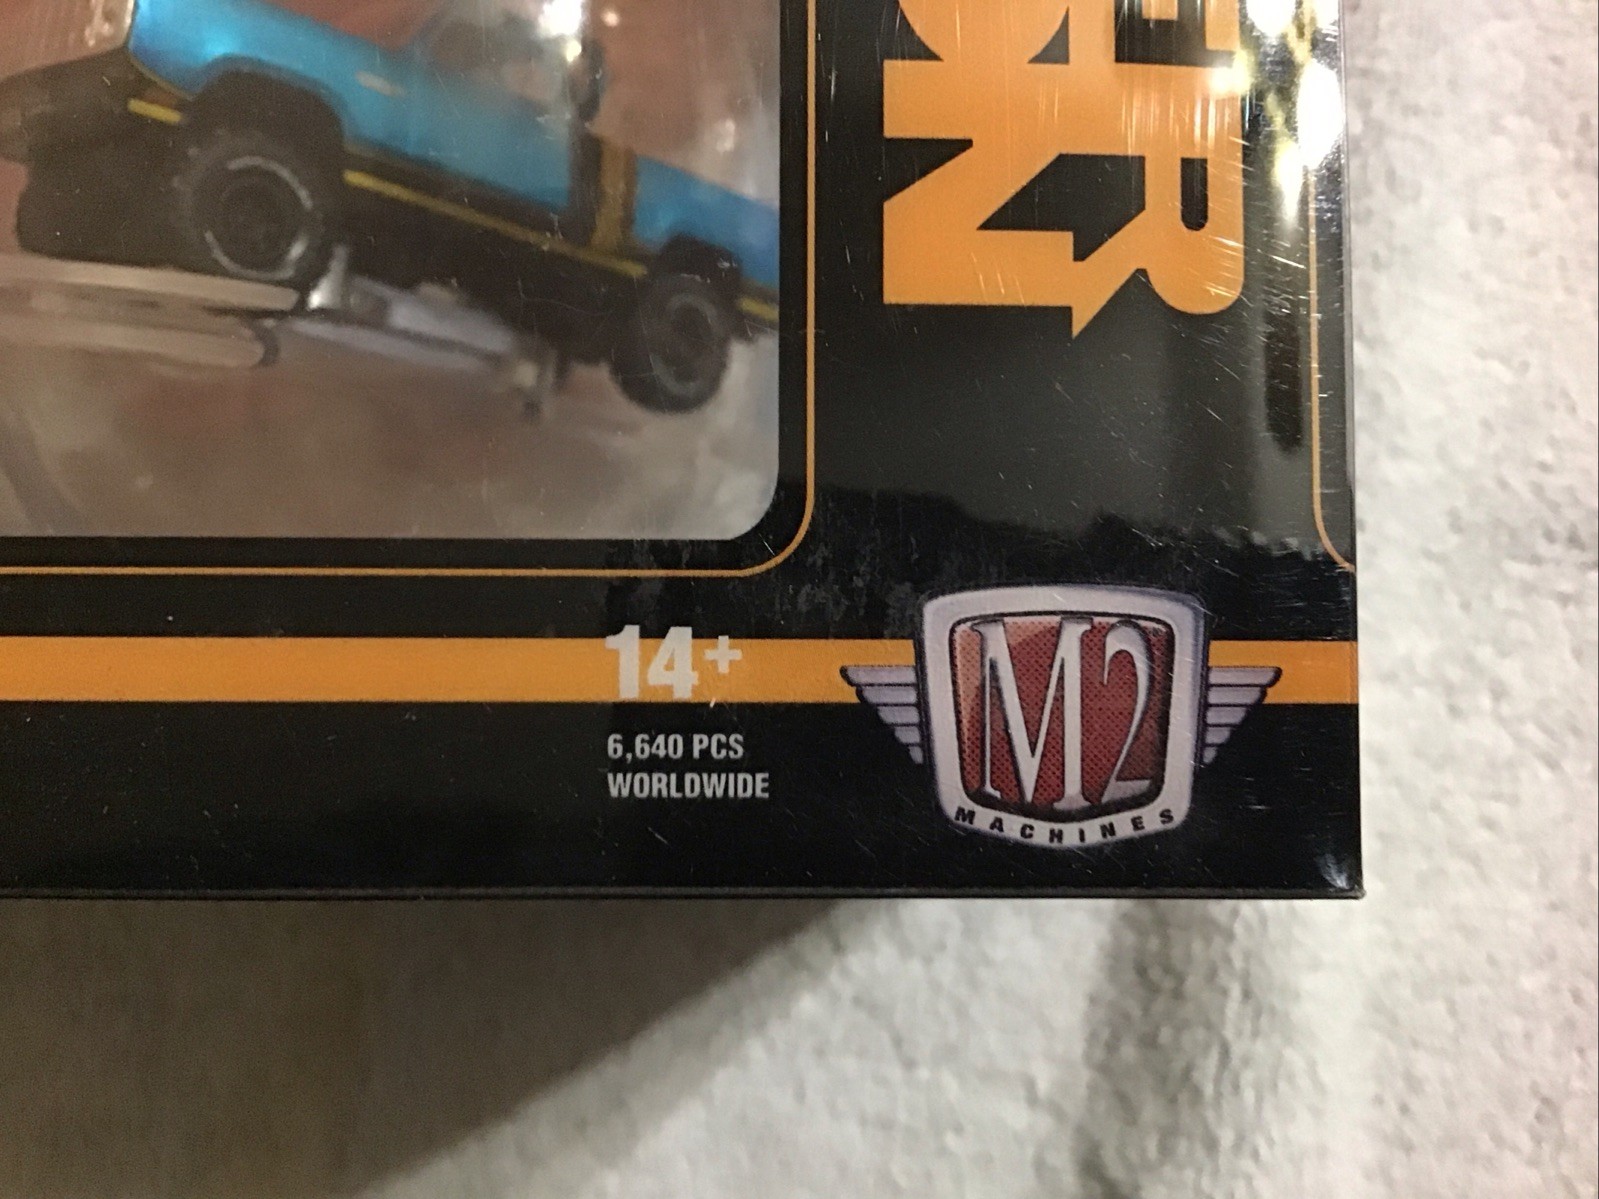 14+
6,640 PCS
WORLDWIDE
M2
MACHINES